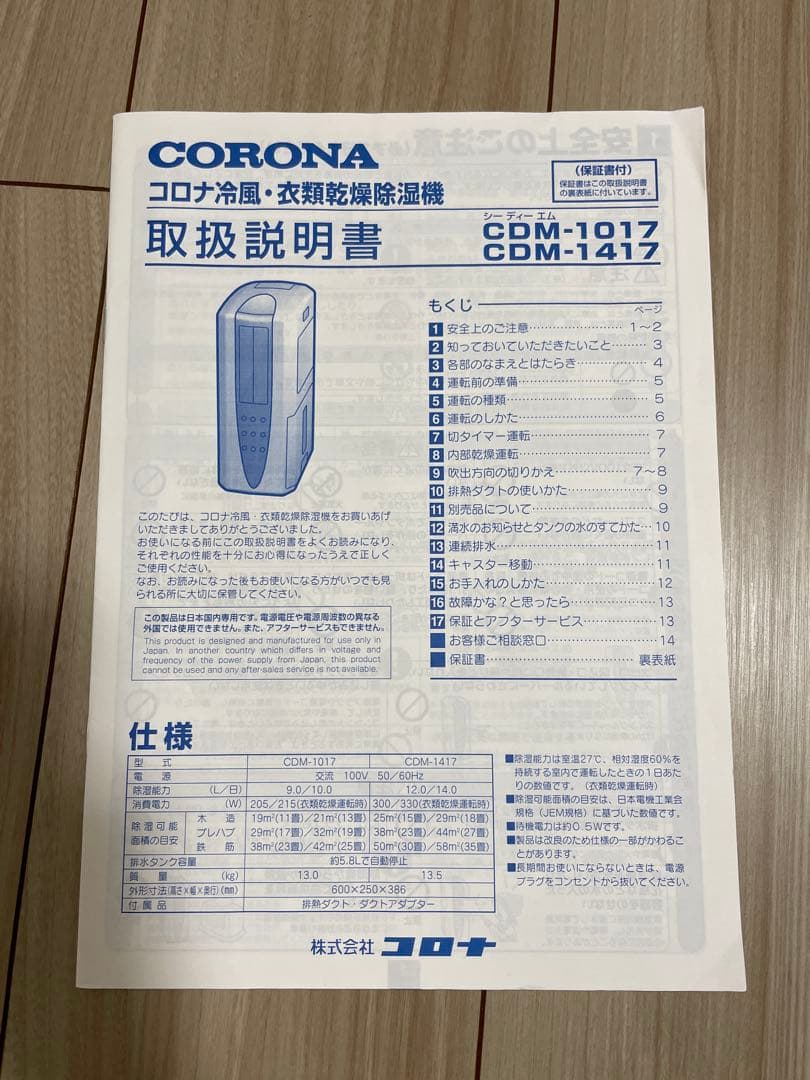 CORONA
コロナ冷風・衣類乾燥除湿機
取扱説明書
(保証書付)
保証書はこの取扱説明書
の裏表紙に付いています。
シー ディー エム
CDM-1017
CDM-1417
もくじ
ページ
1 安全上のご注意 1〜2
2 知っておいていただきたいこと 3
3 各部のなまえとはたらき 4
4 運転前の準備 5
5 運転の種類 5
6 運転のしかた 6
7 切タイマー運転 7
8 内部乾燥運転 7
9 吹出方向の切りかえ 7〜8
10 排熱ダクトの使いかた 9
11 別売品について 9
12 満水のお知らせとタンクの水のすてかた 10
13 連続排水 11
14 キャスター移動 11
15 お手入れのしかた 12
16 故障かな?と思ったら 13
17 保証とアフターサービス 13
お客様ご相談窓口 14
保証書 裏表紙
このたびは、コロナ冷風・衣類乾燥除湿機をお買いあげ
いただきましてありがとうございました。
お使いになる前にこの取扱説明書をよくお読みになり、
それぞれの性能を十分にお心得になったうえで正しく
ご使用ください。
なお、お読みになった後もお使いになる方がいつでも見
られる所に大切に保管してください。
この製品は日本国内専用です。電源電圧や電源周波数の異なる
外国では使用できません。また、アフターサービスもできません。
This product is designed and manufactured for use only in
Japan. In another country which differs in voltage and
frequency of the power supply from Japan, this product
cannot be used and any after-sales service is not available.
仕様
型式 CDM-1017 CDM-1417
電源 交流 100V 50/60Hz
除湿能力 (L/日) 9.0/10.0 12.0/14.0
消費電力 (W) 205/215(衣類乾燥運転時) 300/330(衣類乾燥運転時)
除湿可能面積の目安 木造 19m²(11畳)/21m²(13畳) 25m²(15畳)/29m²(18畳)
プレハブ 29m²(17畳)/32m²(19畳) 38m²(23畳)/44m²(27畳)
鉄筋 38m²(23畳)/42m²(25畳) 50m²(30畳)/58m²(35畳)
排水タンク容量 約5.8Lで自動停止
質量 (kg) 13.0 13.5
外形寸法(高さ×幅×奥行)(mm) 600×250×386
付属品 排熱ダクト・ダクトアダプター
■除湿能力は室温27℃、相対湿度60%を
持続する室内で運転したときの1日あた
りの数値です。(衣類乾燥運転時)
■除湿可能面積の目安は、日本電機工業会
規格(JEM規格)に基づいた数値です。
■待機電力は約0.5Wです。
■製品は改良のため仕様の一部がかわるこ
とがあります。
■長期間お使いにならないときは、電源
プラグをコンセントから抜いてください。
株式会社 コロナ